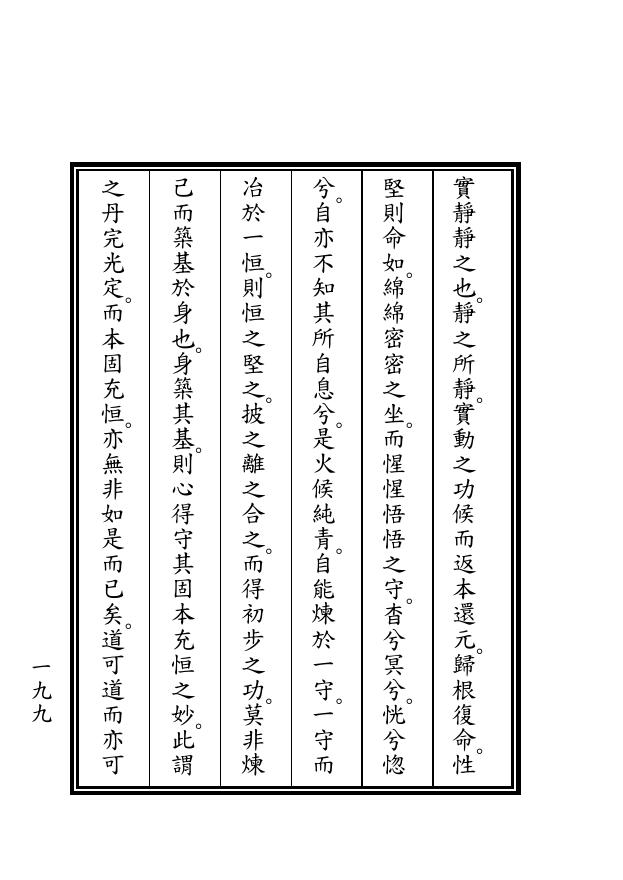 實靜靜之也。靜之所靜。實動之功候而返本還元。歸根復命。性
堅則命如。綿綿密密之坐。而惺惺悟悟之守。杳兮冥兮。恍兮惚
兮。自亦不知其所自息兮。是火候純青。自能煉於一守。一守而
冶於一恒。則恒之堅之。披之離之合之。而得初步之功。莫非煉
己而築基於身也。身築其基。則心得守其固本充恒之妙。此謂
之丹完光定。而本固充恒。亦無非如是而已矣。道可道而亦可
一九九